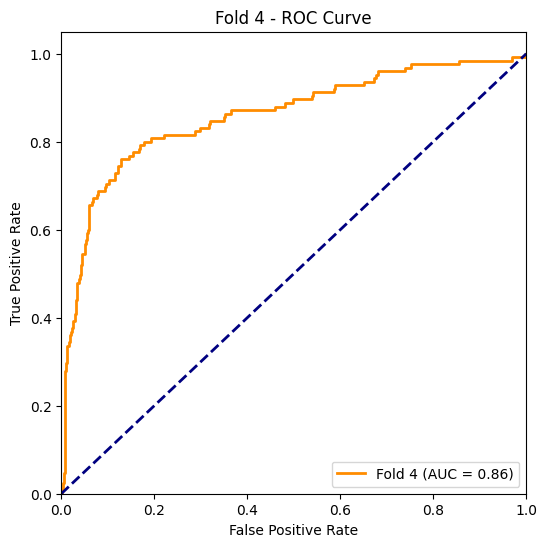 Fold 4 - ROC Curve
1.0
0.8
0.6
0.4
0.2
0.0
True Positive Rate
0.0 0.2 0.4 0.6 0.8 1.0
False Positive Rate
Fold 4 (AUC = 0.86)